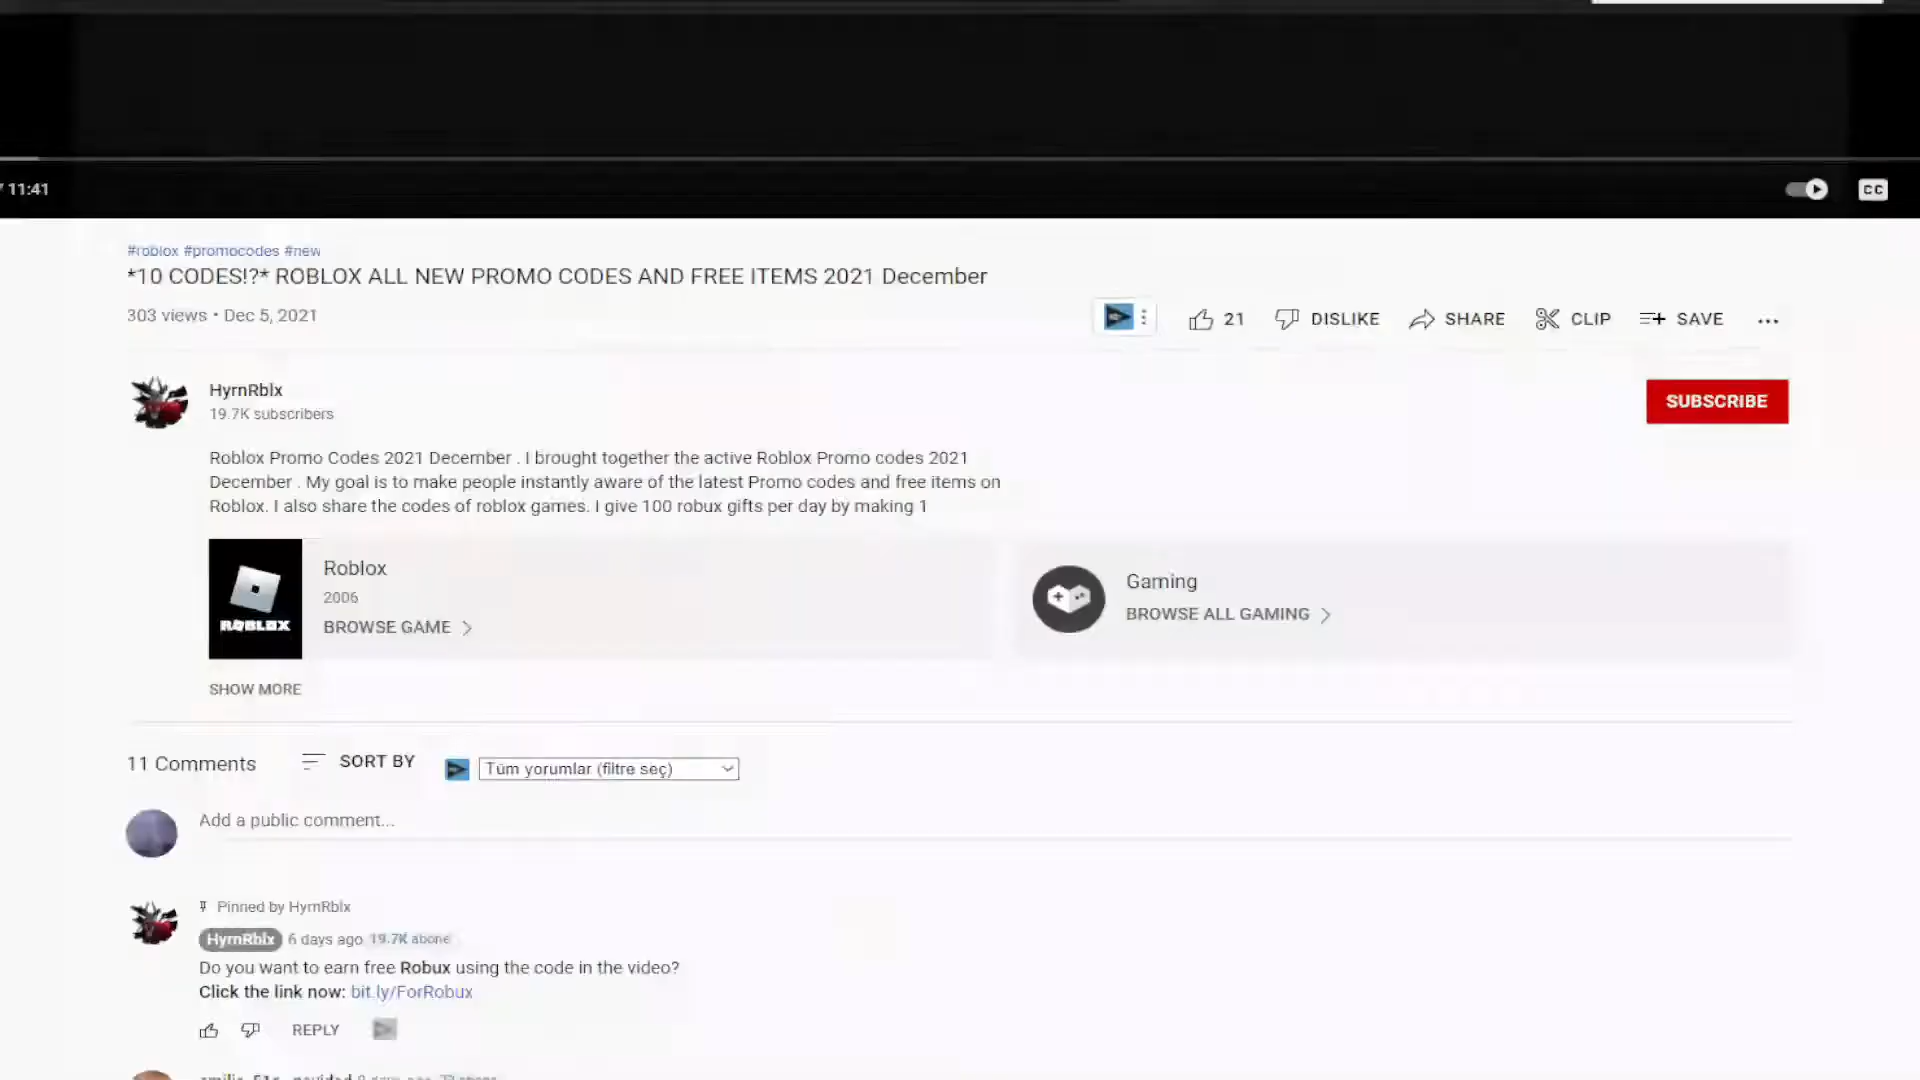 / 11:41
CC
#roblox #promocodes #new
*10 CODES!?* ROBLOX ALL NEW PROMO CODES AND FREE ITEMS 2021 December
303 views • Dec 5, 2021
21 DISLIKE SHARE CLIP SAVE ...
HyrnRblx
19.7K subscribers
SUBSCRIBE
Roblox Promo Codes 2021 December . I brought together the active Roblox Promo codes 2021
December . My goal is to make people instantly aware of the latest Promo codes and free items on
Roblox. I also share the codes of roblox games. I give 100 robux gifts per day by making 1
ROBLOX
Roblox
2006
BROWSE GAME
Gaming
BROWSE ALL GAMING
SHOW MORE
11 Comments SORT BY Tüm yorumlar (filtre seç)
Add a public comment...
Pinned by HyrnRblx
HyrnRblx 6 days ago 19.7K abone
Do you want to earn free Robux using the code in the video?
Click the link now: bit.ly/ForRobux
REPLY